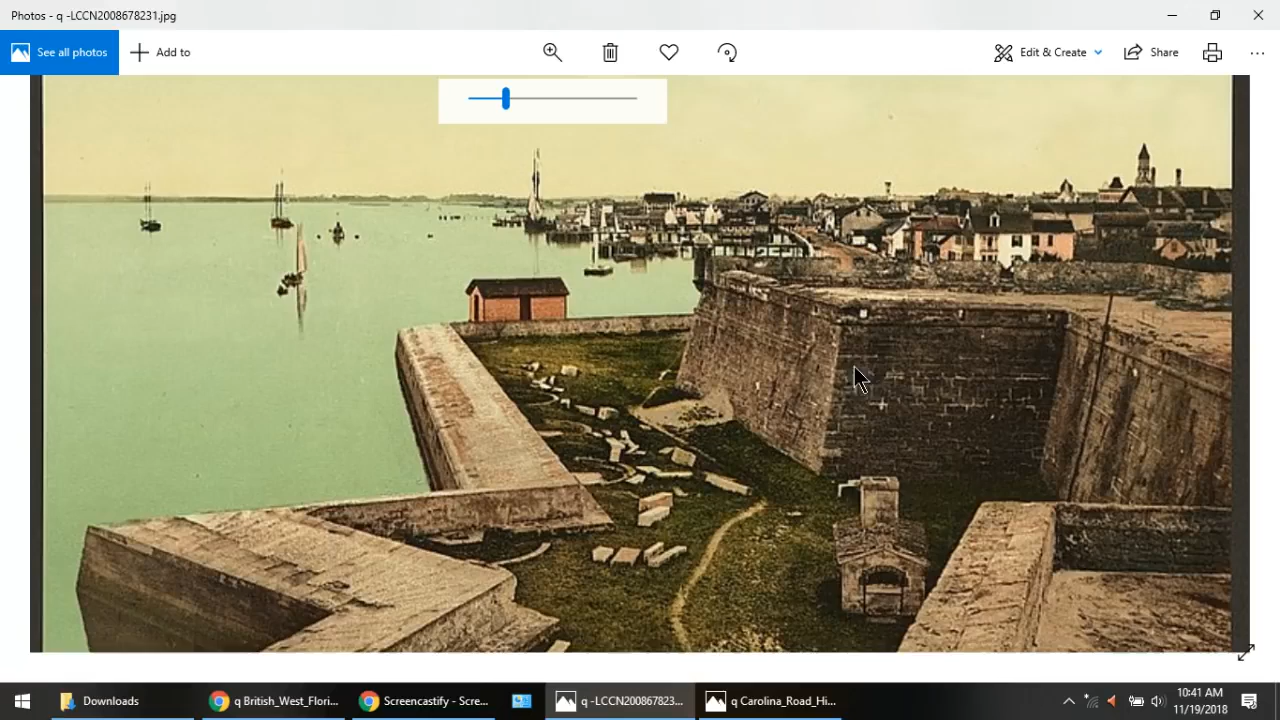 Photos - q -LCCN2008678231.jpg
See all photos
Add to
Edit & Create
Share
Downloads
q British_West_Flori...
Screencastify - Scre...
q -LCCN200867823...
q Carolina_Road_Hi...
10:41 AM
11/19/2018